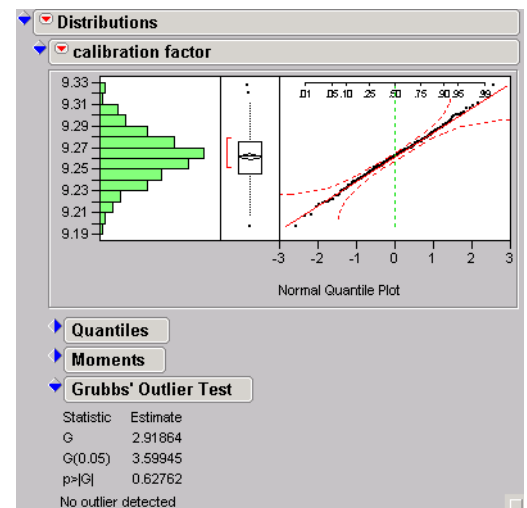 Distributions
calibration factor
9.33
9.31
9.29
9.27
9.25
9.23
9.21
9.19
.01 .05 .10 .25 .50 .75 .90 .95 .99
-3 -2 -1 0 1 2 3
Normal Quantile Plot
Quantiles
Moments
Grubbs' Outlier Test
Statistic Estimate
G 2.91864
G(0.05) 3.59945
p>|G| 0.62762
No outlier detected